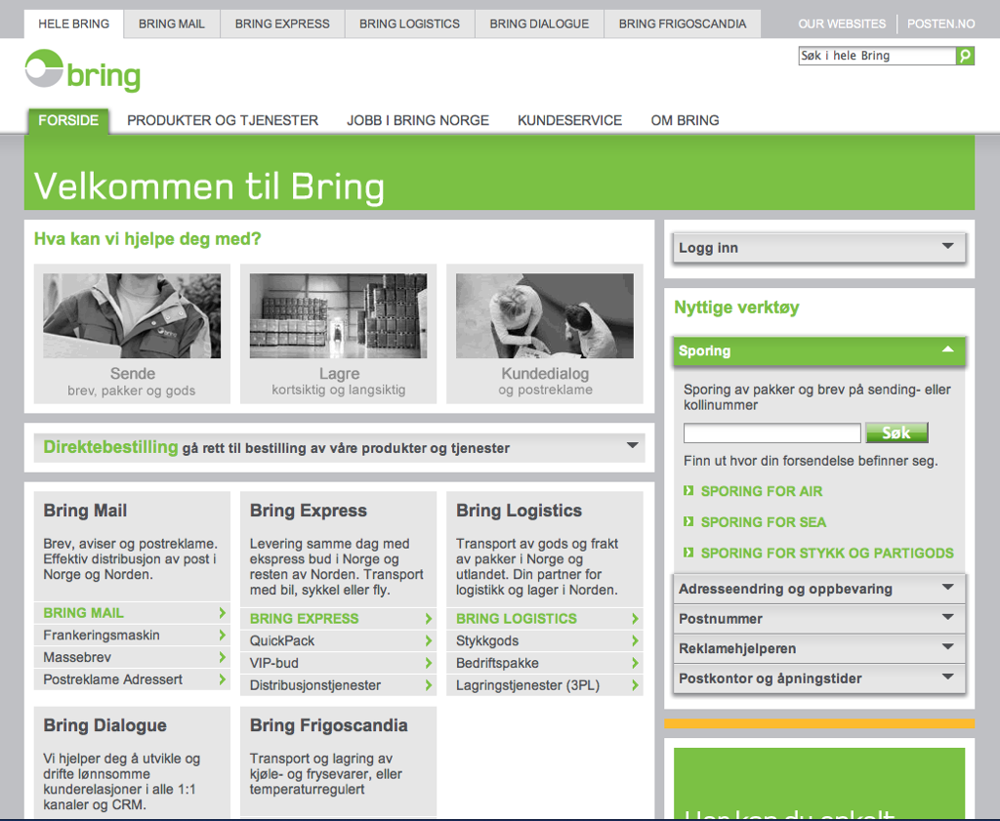 HELE BRING
BRING MAIL
BRING EXPRESS
BRING LOGISTICS
BRING DIALOGUE
BRING FRIGOSCANDIA
OUR WEBSITES
POSTEN.NO
bring
Søk i hele Bring
FORSIDE
PRODUKTER OG TJENESTER
JOBB I BRING NORGE
KUNDESERVICE
OM BRING
Velkommen til Bring
Hva kan vi hjelpe deg med?
Sende
brev, pakker og gods
Lagre
kortsiktig og langsiktig
Kundedialog
og postreklame
Direktebestilling gå rett til bestilling av våre produkter og tjenester
Bring Mail
Brev, aviser og postreklame.
Effektiv distribusjon av post i
Norge og Norden.
BRING MAIL
Frankeringsmaskin
Massebrev
Postreklame Adressert
Bring Express
Levering samme dag med
ekspress bud i Norge og
resten av Norden. Transport
med bil, sykkel eller fly.
BRING EXPRESS
QuickPack
VIP-bud
Distribusjonstjenester
Bring Logistics
Transport av gods og frakt
av pakker i Norge og
utlandet. Din partner for
logistikk og lager i Norden.
BRING LOGISTICS
Stykkgods
Bedriftspakke
Lagringstjenester (3PL)
Bring Dialogue
Vi hjelper deg å utvikle og
drifte lønnsomme
kunderelasjoner i alle 1:1
kanaler og CRM.
Bring Frigoscandia
Transport og lagring av
kjøle- og frysevarer, eller
temperaturregulert
Logg inn
Nyttige verktøy
Sporing
Sporing av pakker og brev på sending- eller
kollinummer
Søk
Finn ut hvor din forsendelse befinner seg.
SPORING FOR AIR
SPORING FOR SEA
SPORING FOR STYKK OG PARTIGODS
Adresseendring og oppbevaring
Postnummer
Reklamehjelperen
Postkontor og åpningstider
Her kan du enkelt